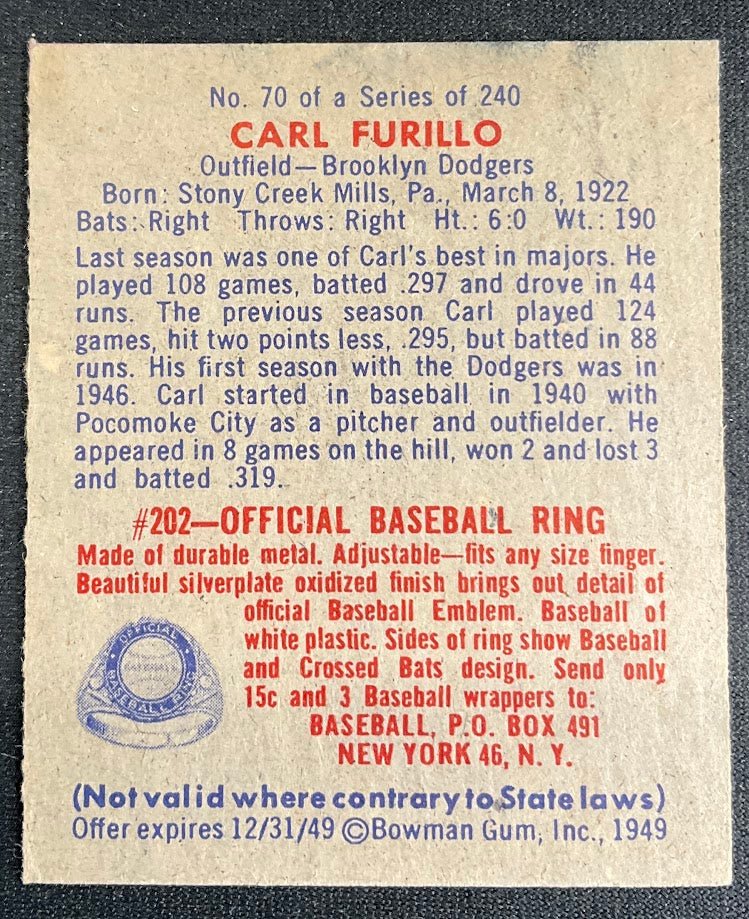 No. 70 of a Series of 240
CARL FURILLO
Outfield—Brooklyn Dodgers
Born: Stony Creek Mills, Pa., March 8, 1922
Bats: Right Throws: Right Ht.: 6:0 Wt.: 190
Last season was one of Carl's best in majors. He
played 108 games, batted .297 and drove in 44
runs. The previous season Carl played 124
games, hit two points less, .295, but batted in 88
runs. His first season with the Dodgers was in
1946. Carl started in baseball in 1940 with
Pocomoke City as a pitcher and outfielder. He
appeared in 8 games on the hill, won 2 and lost 3
and batted .319.
#202—OFFICIAL BASEBALL RING
Made of durable metal. Adjustable—fits any size finger.
Beautiful silverplate oxidized finish brings out detail of
official Baseball Emblem. Baseball of
white plastic. Sides of ring show Baseball
and Crossed Bats design. Send only
15c and 3 Baseball wrappers to:
BASEBALL, P.O. BOX 491
NEW YORK 46, N. Y.
OFFICIAL
BASEBALL RING
(Not valid where contrary to State laws)
Offer expires 12/31/49 ©Bowman Gum, Inc., 1949